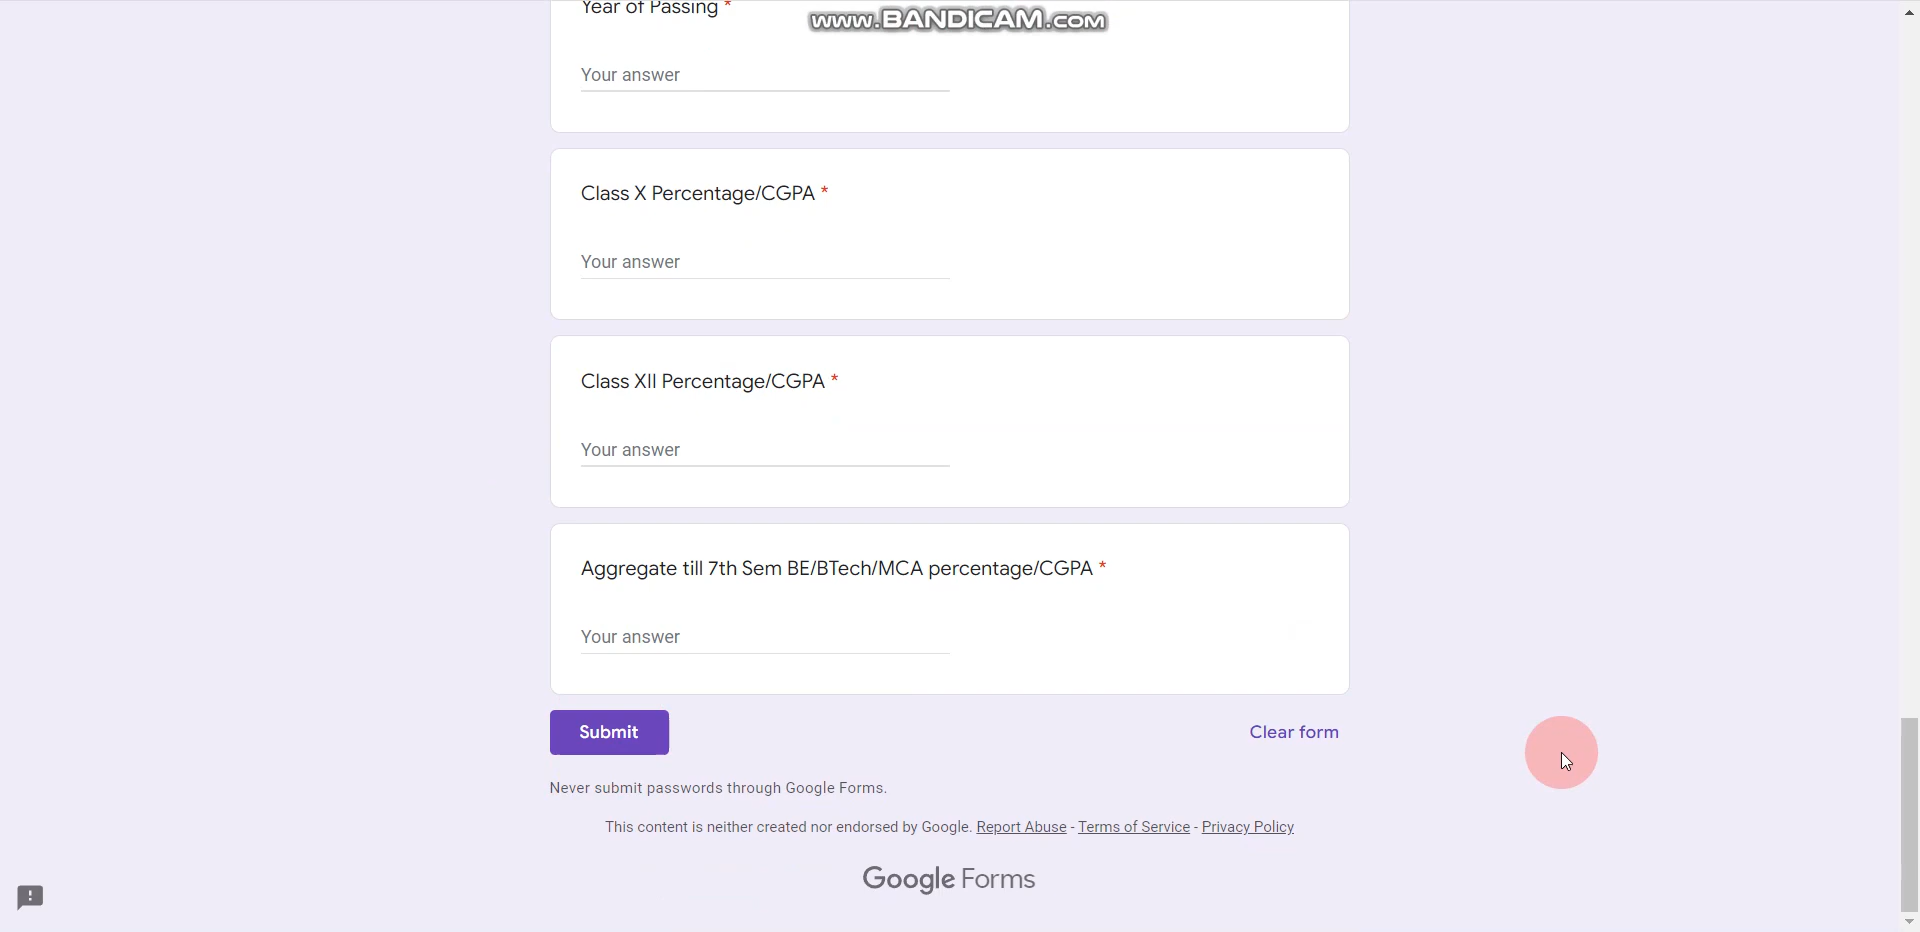 Year of Passing *
www.BANDICAM.com
Your answer
Class X Percentage/CGPA *
Your answer
Class XII Percentage/CGPA *
Your answer
Aggregate till 7th Sem BE/BTech/MCA percentage/CGPA *
Your answer
Submit
Clear form
Never submit passwords through Google Forms.
This content is neither created nor endorsed by Google. Report Abuse - Terms of Service - Privacy Policy
Google Forms